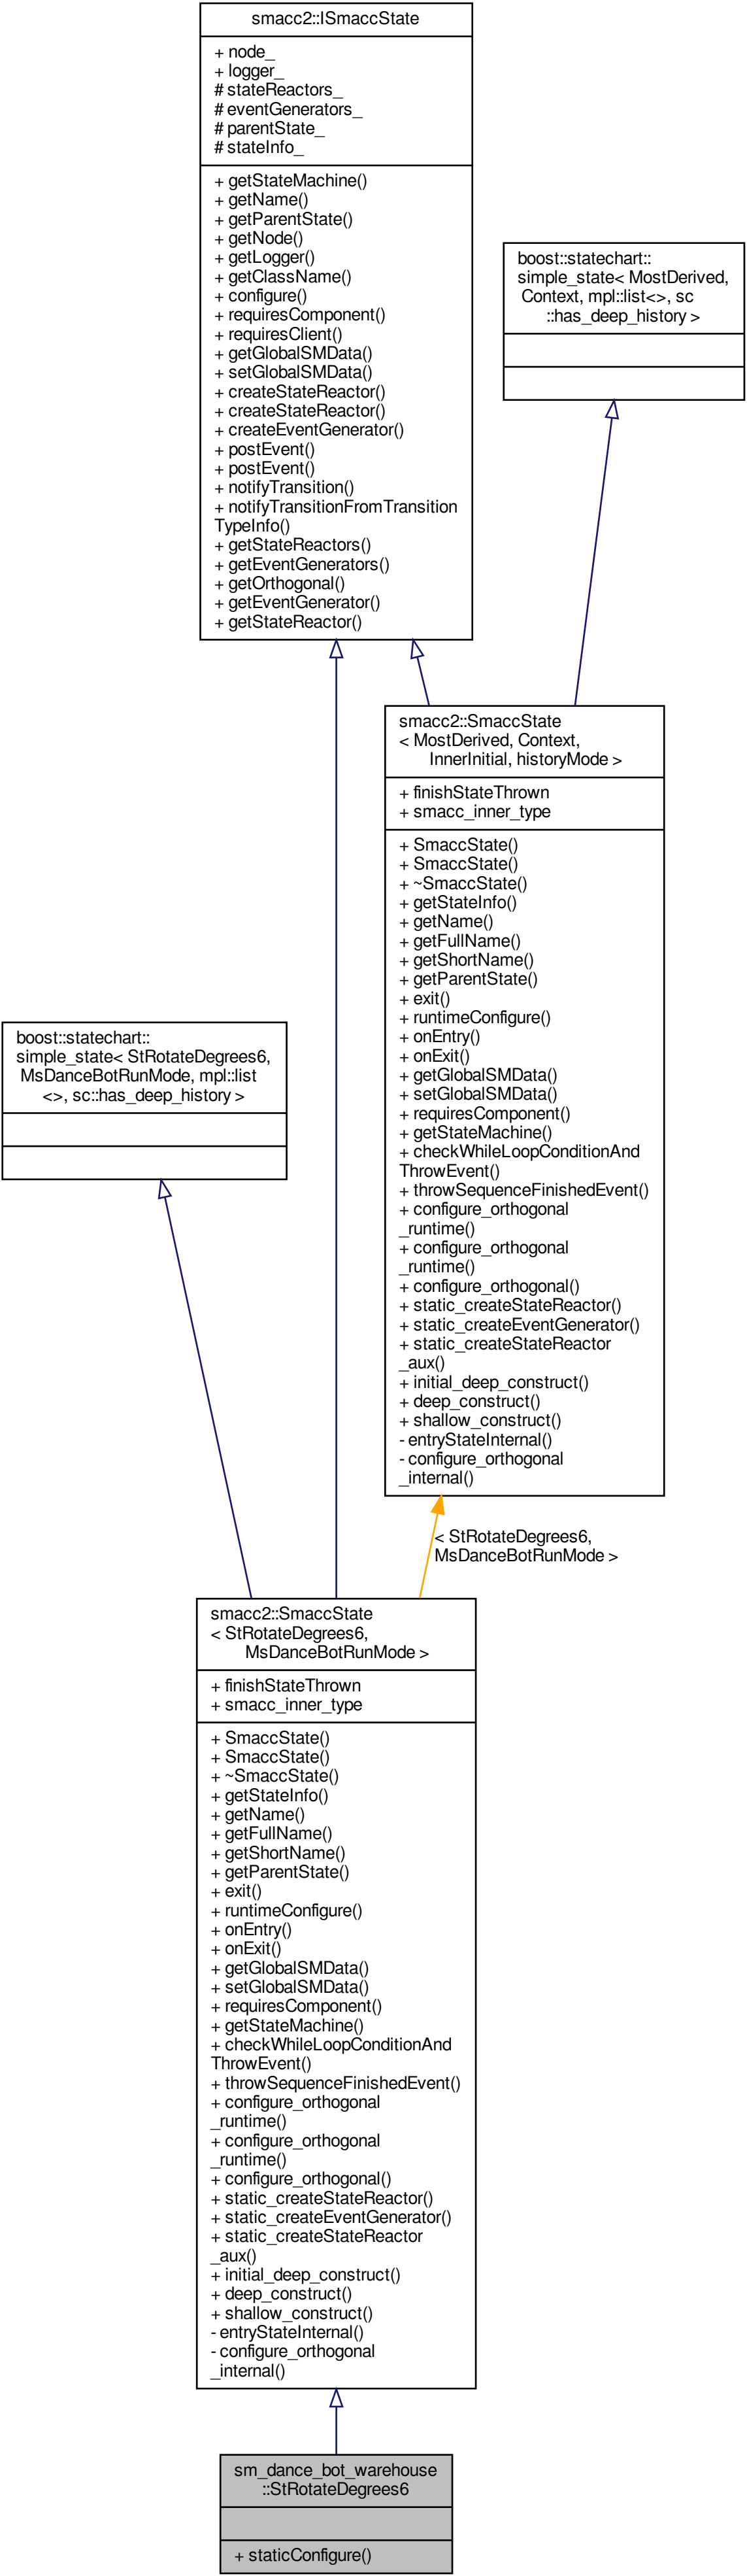 smacc2::ISmaccState
+ node_
+ logger_
# stateReactors_
# eventGenerators_
# parentState_
# stateInfo_
+ getStateMachine()
+ getName()
+ getParentState()
+ getNode()
+ getLogger()
+ getClassName()
+ configure()
+ requiresComponent()
+ requiresClient()
+ getGlobalSMData()
+ setGlobalSMData()
+ createStateReactor()
+ createStateReactor()
+ createEventGenerator()
+ postEvent()
+ postEvent()
+ notifyTransition()
+ notifyTransitionFromTransition
TypeInfo()
+ getStateReactors()
+ getEventGenerators()
+ getOrthogonal()
+ getEventGenerator()
+ getStateReactor()
boost::statechart::
simple_state< MostDerived,
Context, mpl::list<>, sc
::has_deep_history >
smacc2::SmaccState
< MostDerived, Context,
InnerInitial, historyMode >
+ finishStateThrown
+ smacc_inner_type
+ SmaccState()
+ SmaccState()
+ ~SmaccState()
+ getStateInfo()
+ getName()
+ getFullName()
+ getShortName()
+ getParentState()
+ exit()
+ runtimeConfigure()
+ onEntry()
+ onExit()
+ getGlobalSMData()
+ setGlobalSMData()
+ requiresComponent()
+ getStateMachine()
+ checkWhileLoopConditionAnd
ThrowEvent()
+ throwSequenceFinishedEvent()
+ configure_orthogonal
_runtime()
+ configure_orthogonal
_runtime()
+ configure_orthogonal()
+ static_createStateReactor()
+ static_createEventGenerator()
+ static_createStateReactor
_aux()
+ initial_deep_construct()
+ deep_construct()
+ shallow_construct()
- entryStateInternal()
- configure_orthogonal
_internal()
boost::statechart::
simple_state< StRotateDegrees6,
MsDanceBotRunMode, mpl::list
<>, sc::has_deep_history >
< StRotateDegrees6,
MsDanceBotRunMode >
smacc2::SmaccState
< StRotateDegrees6,
MsDanceBotRunMode >
+ finishStateThrown
+ smacc_inner_type
+ SmaccState()
+ SmaccState()
+ ~SmaccState()
+ getStateInfo()
+ getName()
+ getFullName()
+ getShortName()
+ getParentState()
+ exit()
+ runtimeConfigure()
+ onEntry()
+ onExit()
+ getGlobalSMData()
+ setGlobalSMData()
+ requiresComponent()
+ getStateMachine()
+ checkWhileLoopConditionAnd
ThrowEvent()
+ throwSequenceFinishedEvent()
+ configure_orthogonal
_runtime()
+ configure_orthogonal
_runtime()
+ configure_orthogonal()
+ static_createStateReactor()
+ static_createEventGenerator()
+ static_createStateReactor
_aux()
+ initial_deep_construct()
+ deep_construct()
+ shallow_construct()
- entryStateInternal()
- configure_orthogonal
_internal()
sm_dance_bot_warehouse
::StRotateDegrees6
+ staticConfigure()